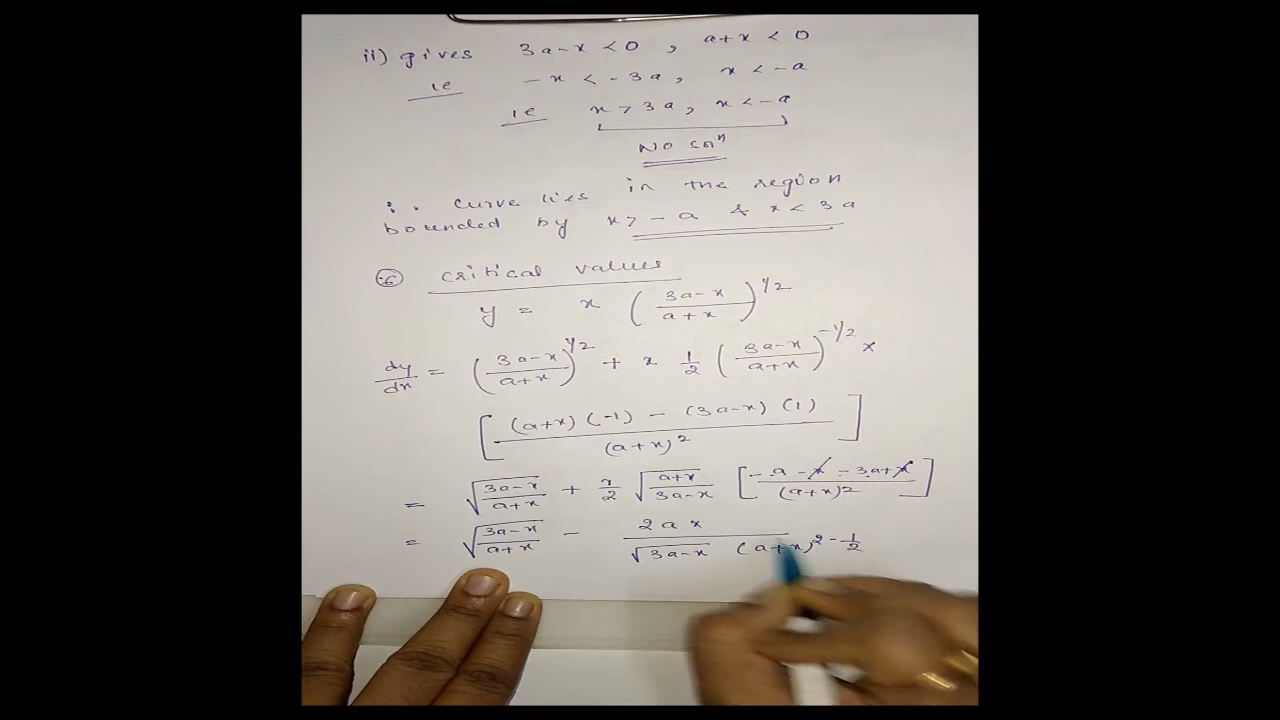 ii) gives 3a-x < 0 , a+x < 0
ie -x < -3a, x < -a
ie x > 3a, x < -a
No solⁿ
∴ curve lies in the region
bounded by x > -a & x < 3a
⑥ critical values
y = x ( (3a-x)/(a+x) )^1/2
dy/dx = ( (3a-x)/(a+x) )^1/2 + x 1/2 ( (3a-x)/(a+x) )^-1/2 ×
[ ((a+x)(-1) - (3a-x)(1))/(a+x)² ]
= √((3a-x)/(a+x)) + x/2 √((a+x)/(3a-x)) [ (-a-x-3a+x)/(a+x)² ]
= √((3a-x)/(a+x)) - 2ax/(√(3a-x) (a+x)^2-1/2)